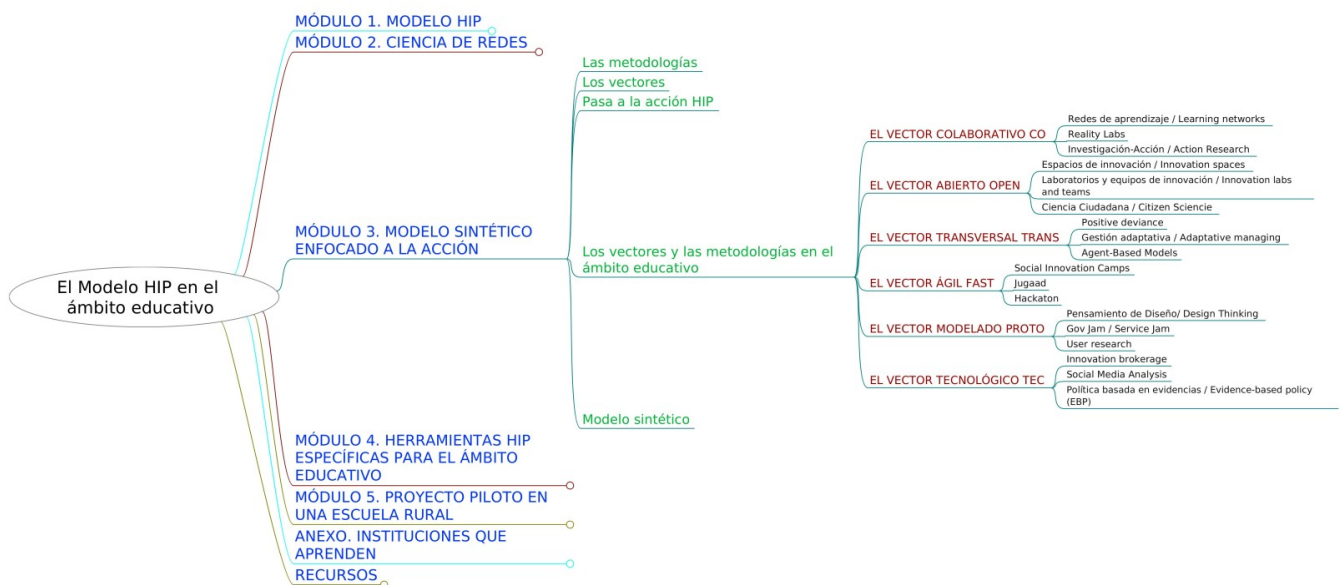 El Modelo HIP en el
ámbito educativo
MÓDULO 1. MODELO HIP
MÓDULO 2. CIENCIA DE REDES
MÓDULO 3. MODELO SINTÉTICO
ENFOCADO A LA ACCIÓN
Las metodologías
Los vectores
Pasa a la acción HIP
Los vectores y las metodologías en el
ámbito educativo
EL VECTOR COLABORATIVO CO
Redes de aprendizaje / Learning networks
Reality Labs
Investigación-Acción / Action Research
EL VECTOR ABIERTO OPEN
Espacios de innovación / Innovation spaces
Laboratorios y equipos de innovación / Innovation labs
and teams
Ciencia Ciudadana / Citizen Sciencie
EL VECTOR TRANSVERSAL TRANS
Positive deviance
Gestión adaptativa / Adaptative managing
Agent-Based Models
EL VECTOR ÁGIL FAST
Social Innovation Camps
Jugaad
Hackaton
EL VECTOR MODELADO PROTO
Pensamiento de Diseño/ Design Thinking
Gov Jam / Service Jam
User research
EL VECTOR TECNOLÓGICO TEC
Innovation brokerage
Social Media Analysis
Política basada en evidencias / Evidence-based policy
(EBP)
Modelo sintético
MÓDULO 4. HERRAMIENTAS HIP
ESPECÍFICAS PARA EL ÁMBITO
EDUCATIVO
MÓDULO 5. PROYECTO PILOTO EN
UNA ESCUELA RURAL
ANEXO. INSTITUCIONES QUE
APRENDEN
RECURSOS